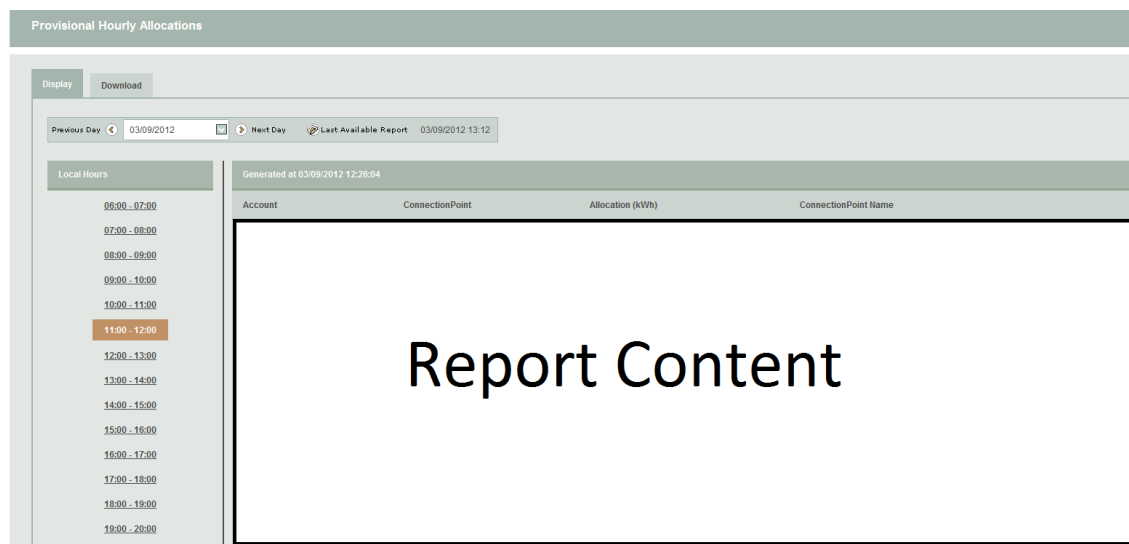 Provisional Hourly Allocations
Display Download
Previous Day 03/09/2012 Next Day Last Available Report 03/09/2012 13:12
Local Hours
06:00 - 07:00
07:00 - 08:00
08:00 - 09:00
09:00 - 10:00
10:00 - 11:00
11:00 - 12:00
12:00 - 13:00
13:00 - 14:00
14:00 - 15:00
15:00 - 16:00
16:00 - 17:00
17:00 - 18:00
18:00 - 19:00
19:00 - 20:00
Generated at 03/09/2012 12:26:04
Account ConnectionPoint Allocation (kWh) ConnectionPoint Name
Report Content